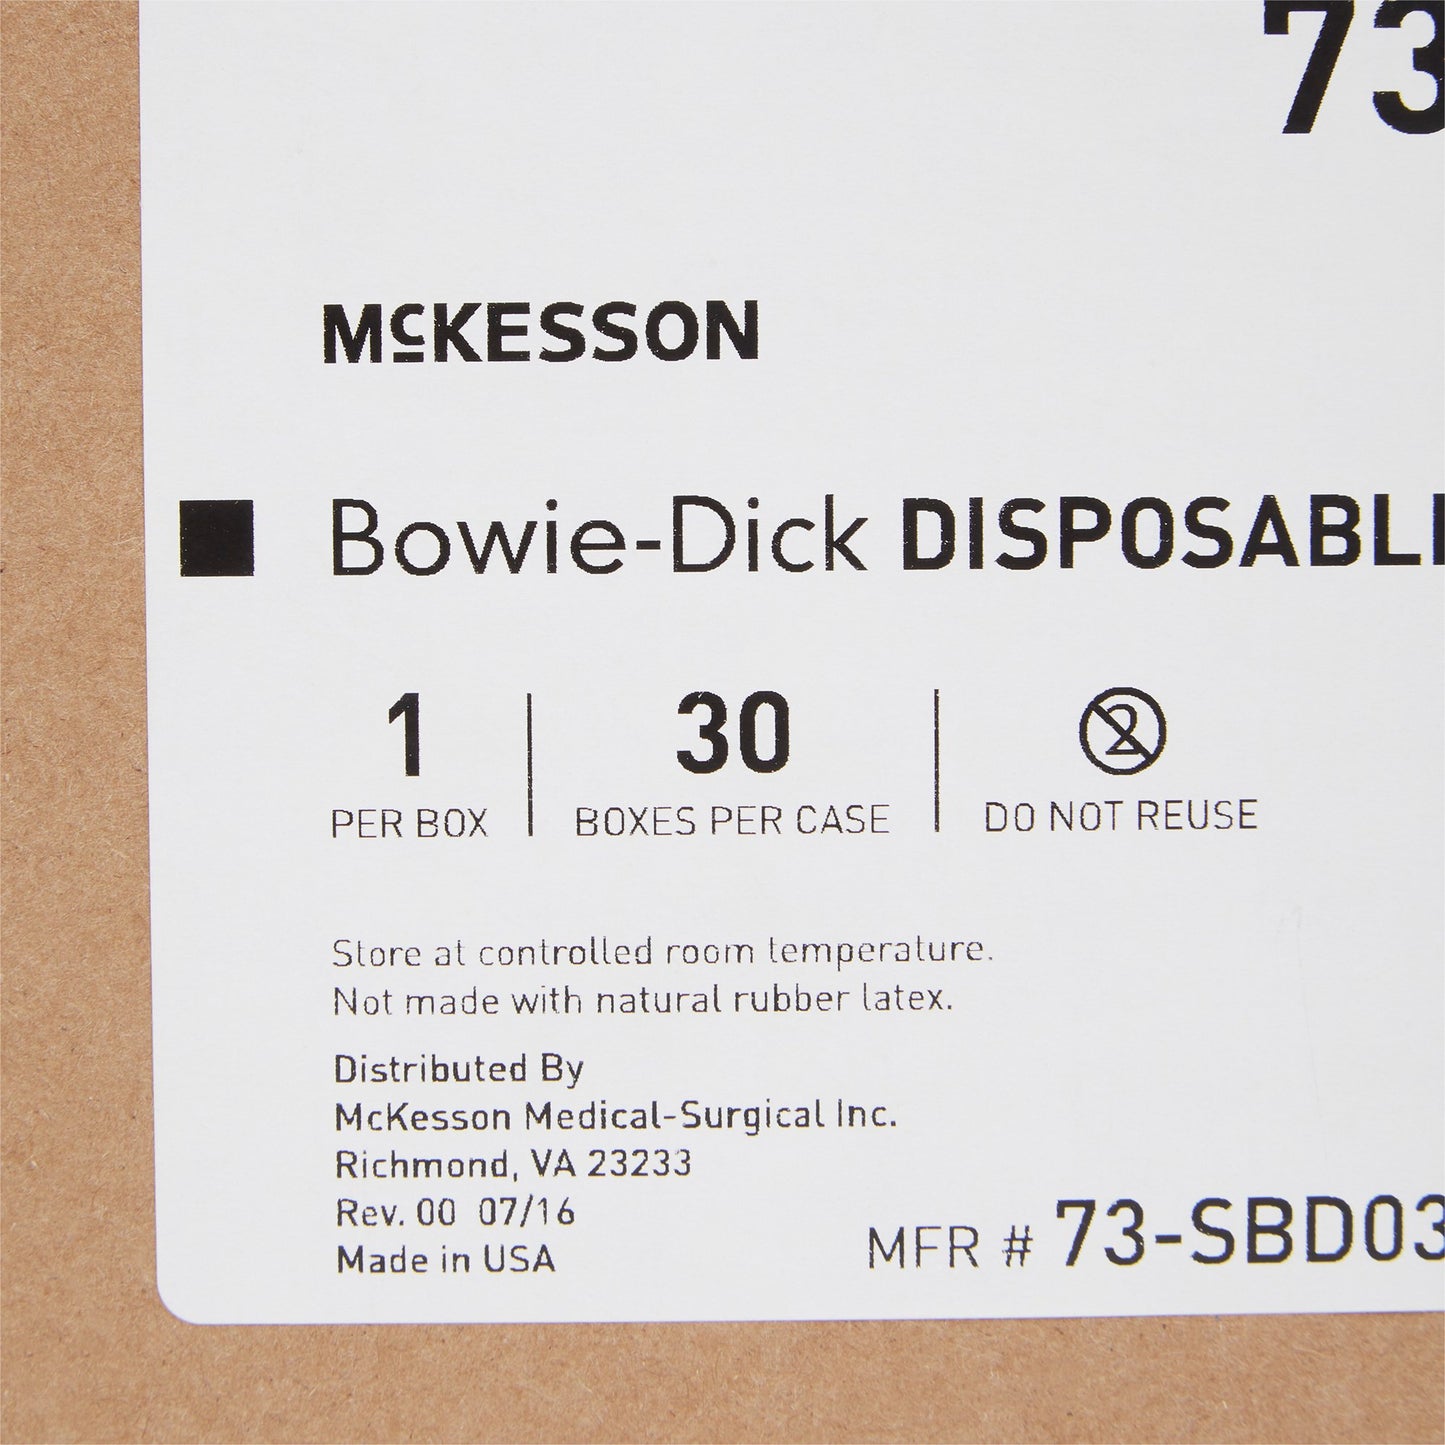 73
McKESSON
Bowie-Dick DISPOSABL
1
PER BOX
30
BOXES PER CASE
2
DO NOT REUSE
Store at controlled room temperature.
Not made with natural rubber latex.
Distributed By
McKesson Medical-Surgical Inc.
Richmond, VA 23233
Rev. 00 07/16
Made in USA
MFR # 73-SBD03